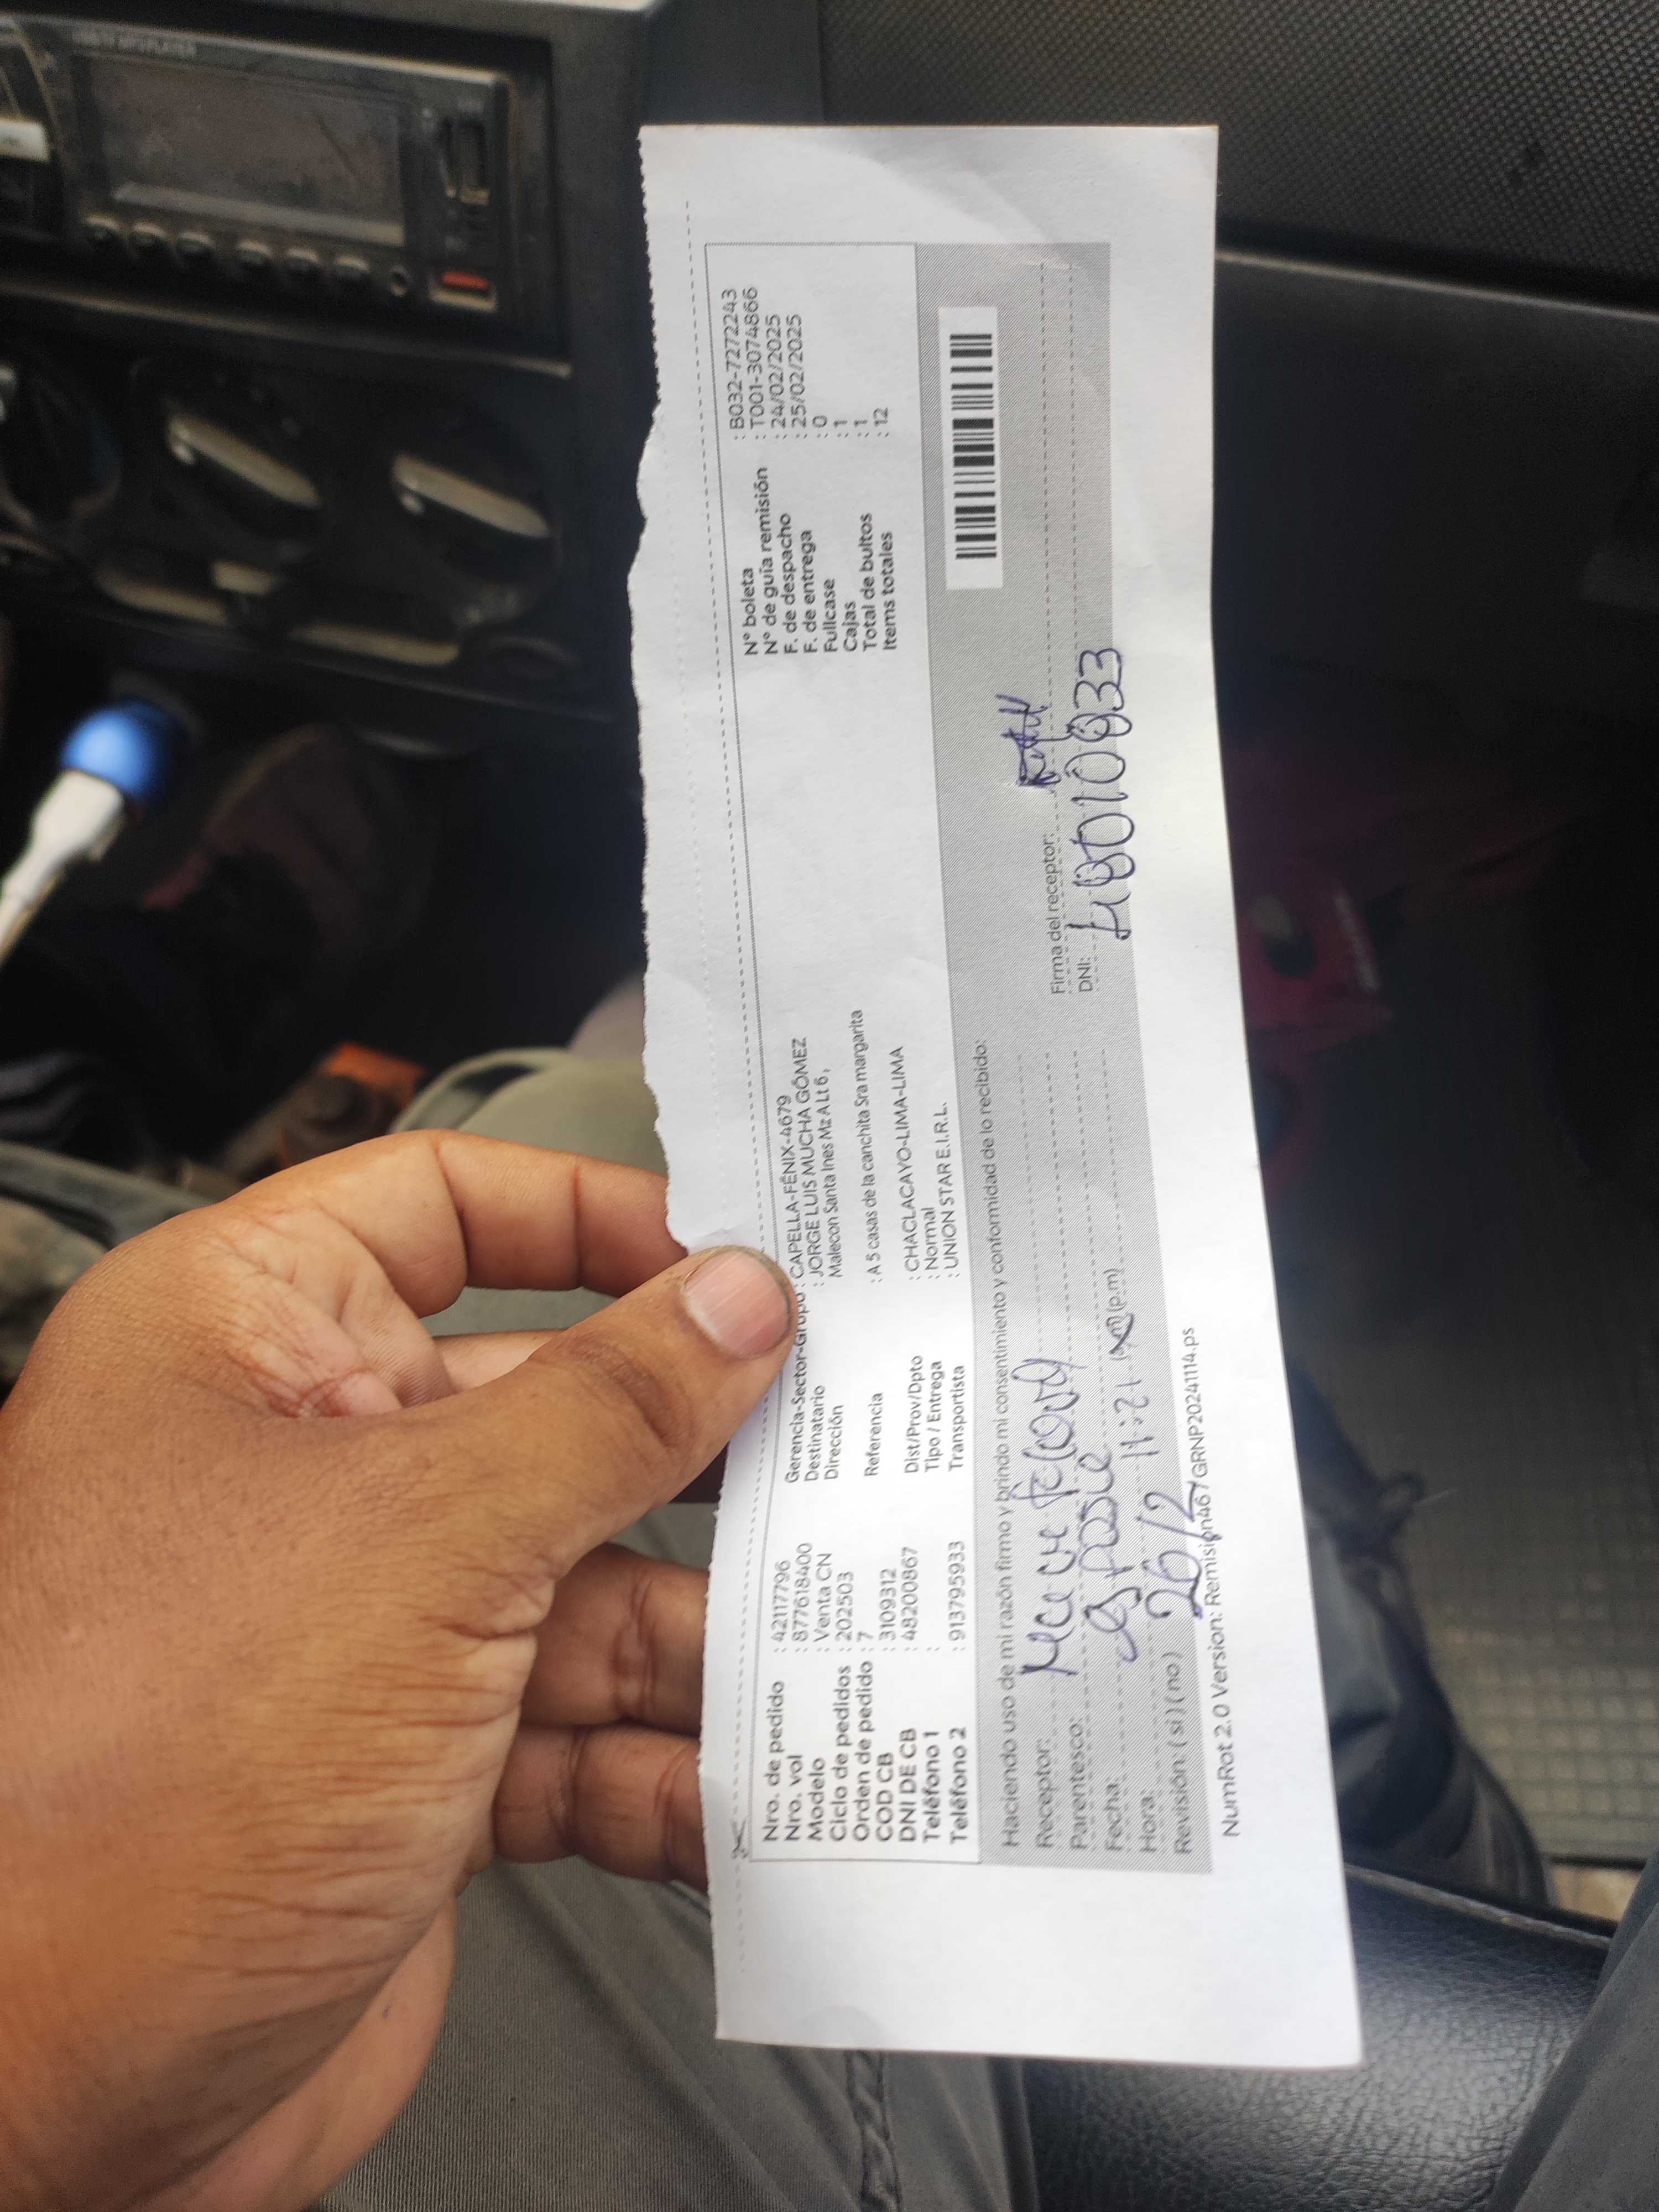 Nro. de pedido : 42117796
Nro. vol : 877618400
Modelo : Venta CN
Ciclo de pedidos : 202503
Orden de pedido : 7
COD CB : 3109312
DNI DE CB : 48200867
Teléfono 1 :
Teléfono 2 : 913795933
Gerencia-Sector-Grupo : CAPELLA-FÉNIX-4679
Destinatario : JORGE LUIS MUCHA GÓMEZ
Dirección : Malecon Santa Ines Mz A Lt 6,
Referencia : A 5 casas de la canchita Sra margarita
Dist/Prov/Dpto : CHACLACAYO-LIMA-LIMA
Tipo / Entrega : Normal
Transportista : UNION STAR E.I.R.L.
N° boleta : B032-7272243
N° de guía remisión : T001-3074866
F. de despacho : 24/02/2025
F. de entrega : 25/02/2025
Fullcase : 0
Cajas : 1
Total de bultos : 1
Items totales : 12
Haciendo uso de mi razón firmo y brindo mi consentimiento y conformidad de lo recibido:
Receptor:
Parentesco:
Fecha:
Hora: 11:21 (a.m) (p.m)
Revisión: (si) (no) 26/2
Firma del receptor:
DNI:
NumRot 2.0 Version: Remision467GRNP20241114.ps